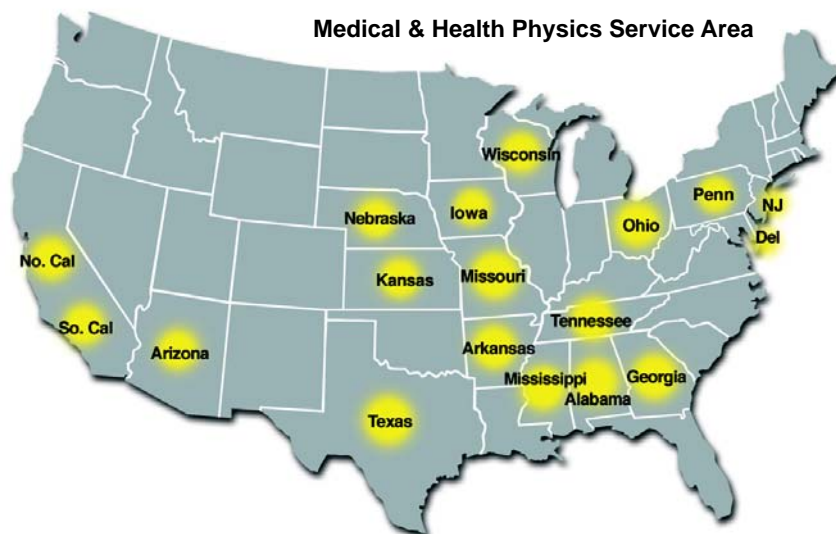 Medical & Health Physics Service Area
Wisconsin
Penn
NJ
Nebraska
Iowa
Ohio
Del
No. Cal
Kansas
Missouri
So. Cal
Arizona
Tennessee
Arkansas
Mississippi
Georgia
Alabama
Texas